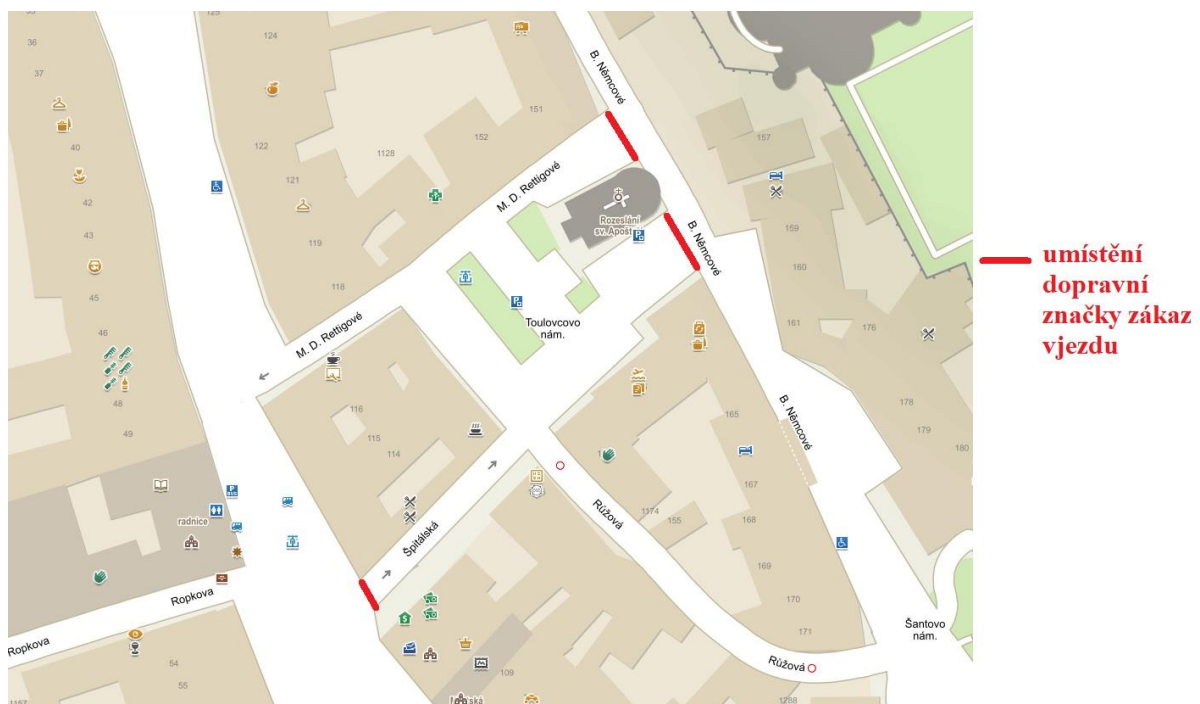 36
37
40
42
43
45
46
48
49
radnice
Ropkova
Ropkova
54
55
124
122
121
119
118
1128
151
152
M. D. Rettigové
M. D. Rettigové
B. Němcové
Rozeslání
sv. Apošt.
B. Němcové
Toulovcovo
nám.
116
115
114
Špitálská
Růžová
109
157
159
160
161
176
178
179
180
B. Němcové
165
167
168
1174
155
169
170
171
Růžová
1288
Šantovo
nám.
umístění
dopravní
značky zákaz
vjezdu